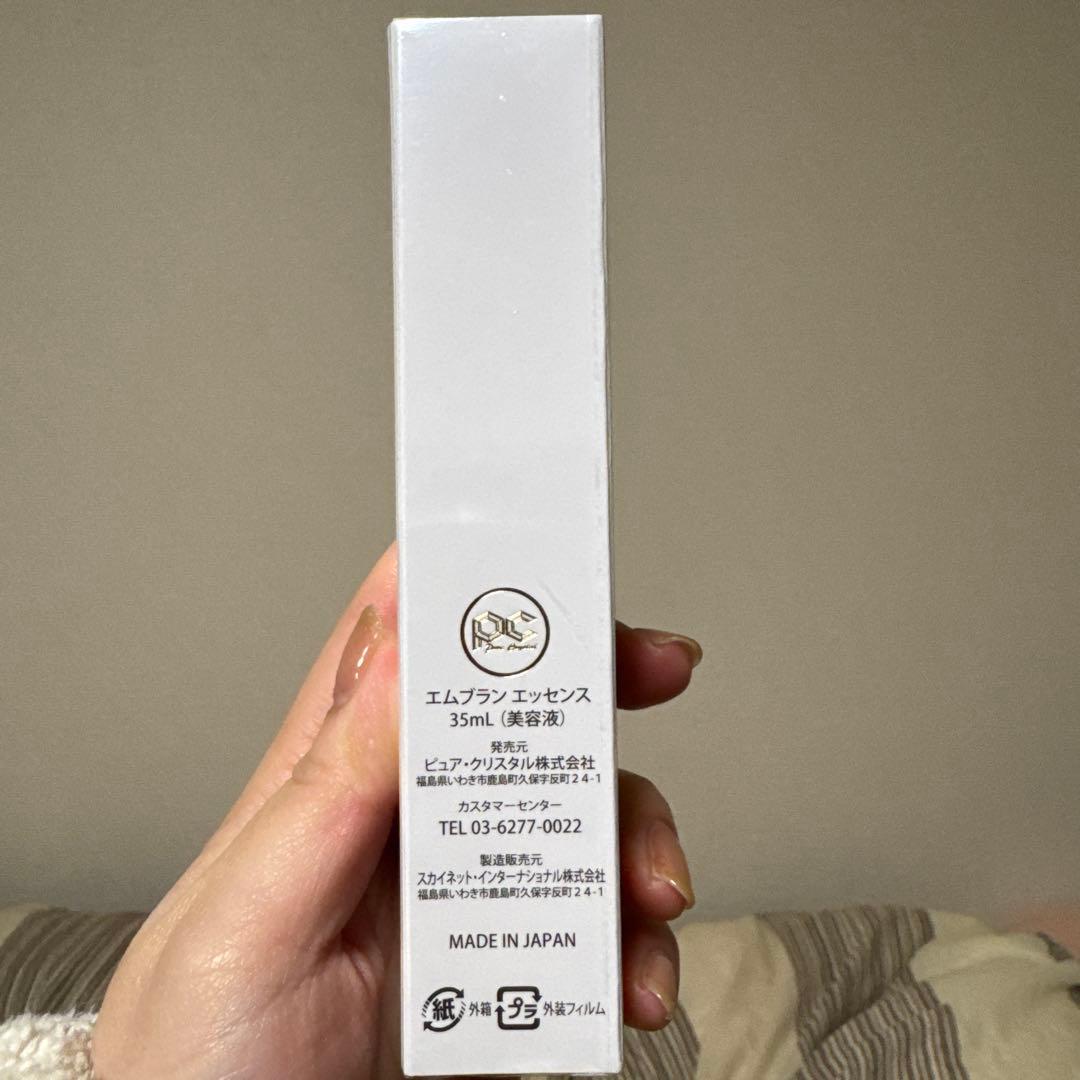 PC
エムブラン エッセンス
35mL（美容液）
発売元
ピュア・クリスタル株式会社
福島県いわき市鹿島町久保字反町24-1
カスタマーセンター
TEL 03-6277-0022
製造販売元
スカイネット・インターナショナル株式会社
福島県いわき市鹿島町久保字反町24-1
MADE IN JAPAN
紙 外箱 プラ 外装フィルム